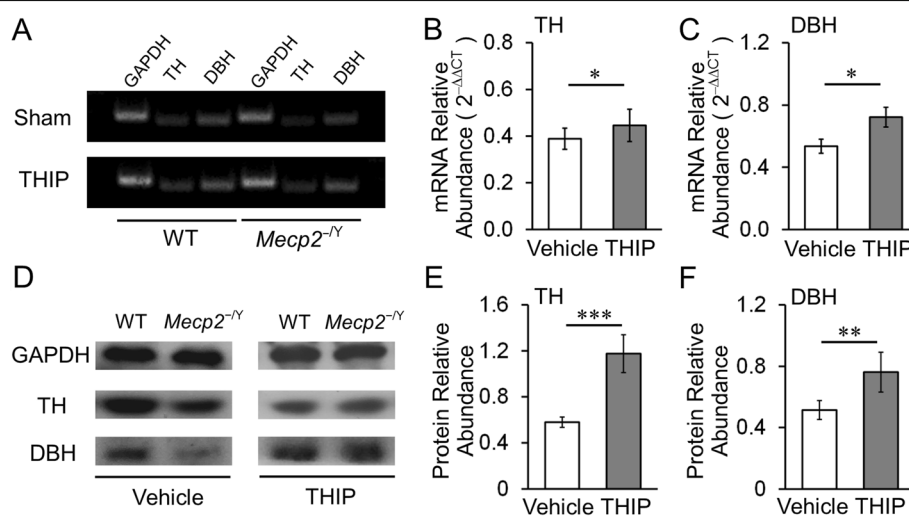 A
GAPDH TH DBH GAPDH TH DBH
Sham
THIP
WT Mecp2–/Y
B
TH
mRNA Relative
Abundance ( 2–ΔΔCT )
0.8
0.6
0.4
0.2
0
*
Vehicle THIP
C
DBH
mRNA Relative
Abundance ( 2–ΔΔCT )
1.2
0.9
0.6
0.3
0.0
*
Vehicle THIP
D
WT Mecp2–/Y WT Mecp2–/Y
GAPDH
TH
DBH
Vehicle THIP
E
TH
Protein Relative
Abundance
1.6
1.2
0.8
0.4
0
***
Vehicle THIP
F
DBH
Protein Relative
Abundance
1.2
0.8
0.4
0
**
Vehicle THIP